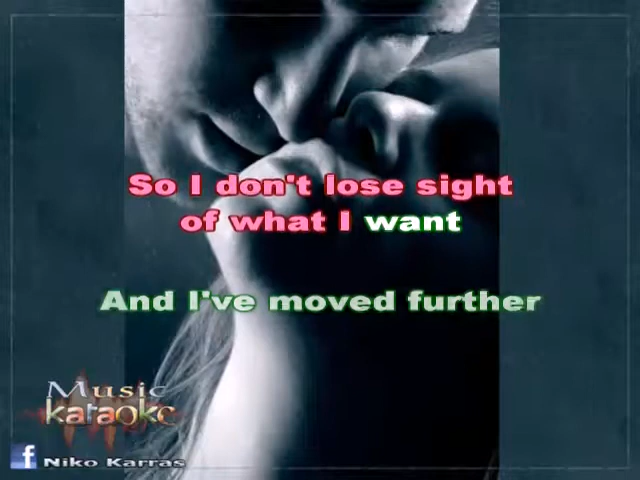 So I don't lose sight
of what I want
And I've moved further
Music
karaoke
f Niko Karras